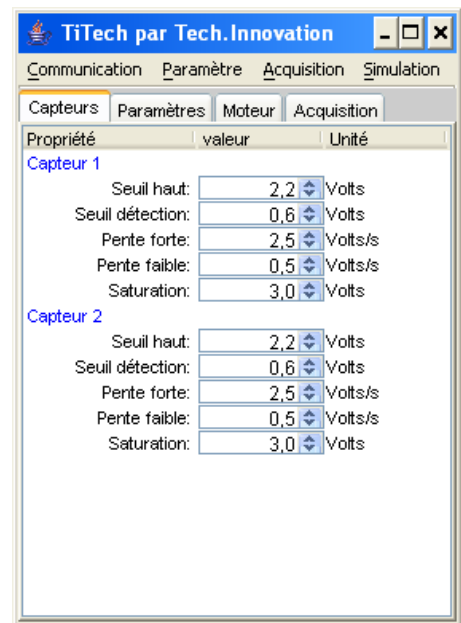 TiTech par Tech.Innovation
Communication Paramètre Acquisition Simulation
Capteurs Paramètres Moteur Acquisition
Propriété valeur Unité
Capteur 1
Seuil haut: 2,2 Volts
Seuil détection: 0,6 Volts
Pente forte: 2,5 Volts/s
Pente faible: 0,5 Volts/s
Saturation: 3,0 Volts
Capteur 2
Seuil haut: 2,2 Volts
Seuil détection: 0,6 Volts
Pente forte: 2,5 Volts/s
Pente faible: 0,5 Volts/s
Saturation: 3,0 Volts